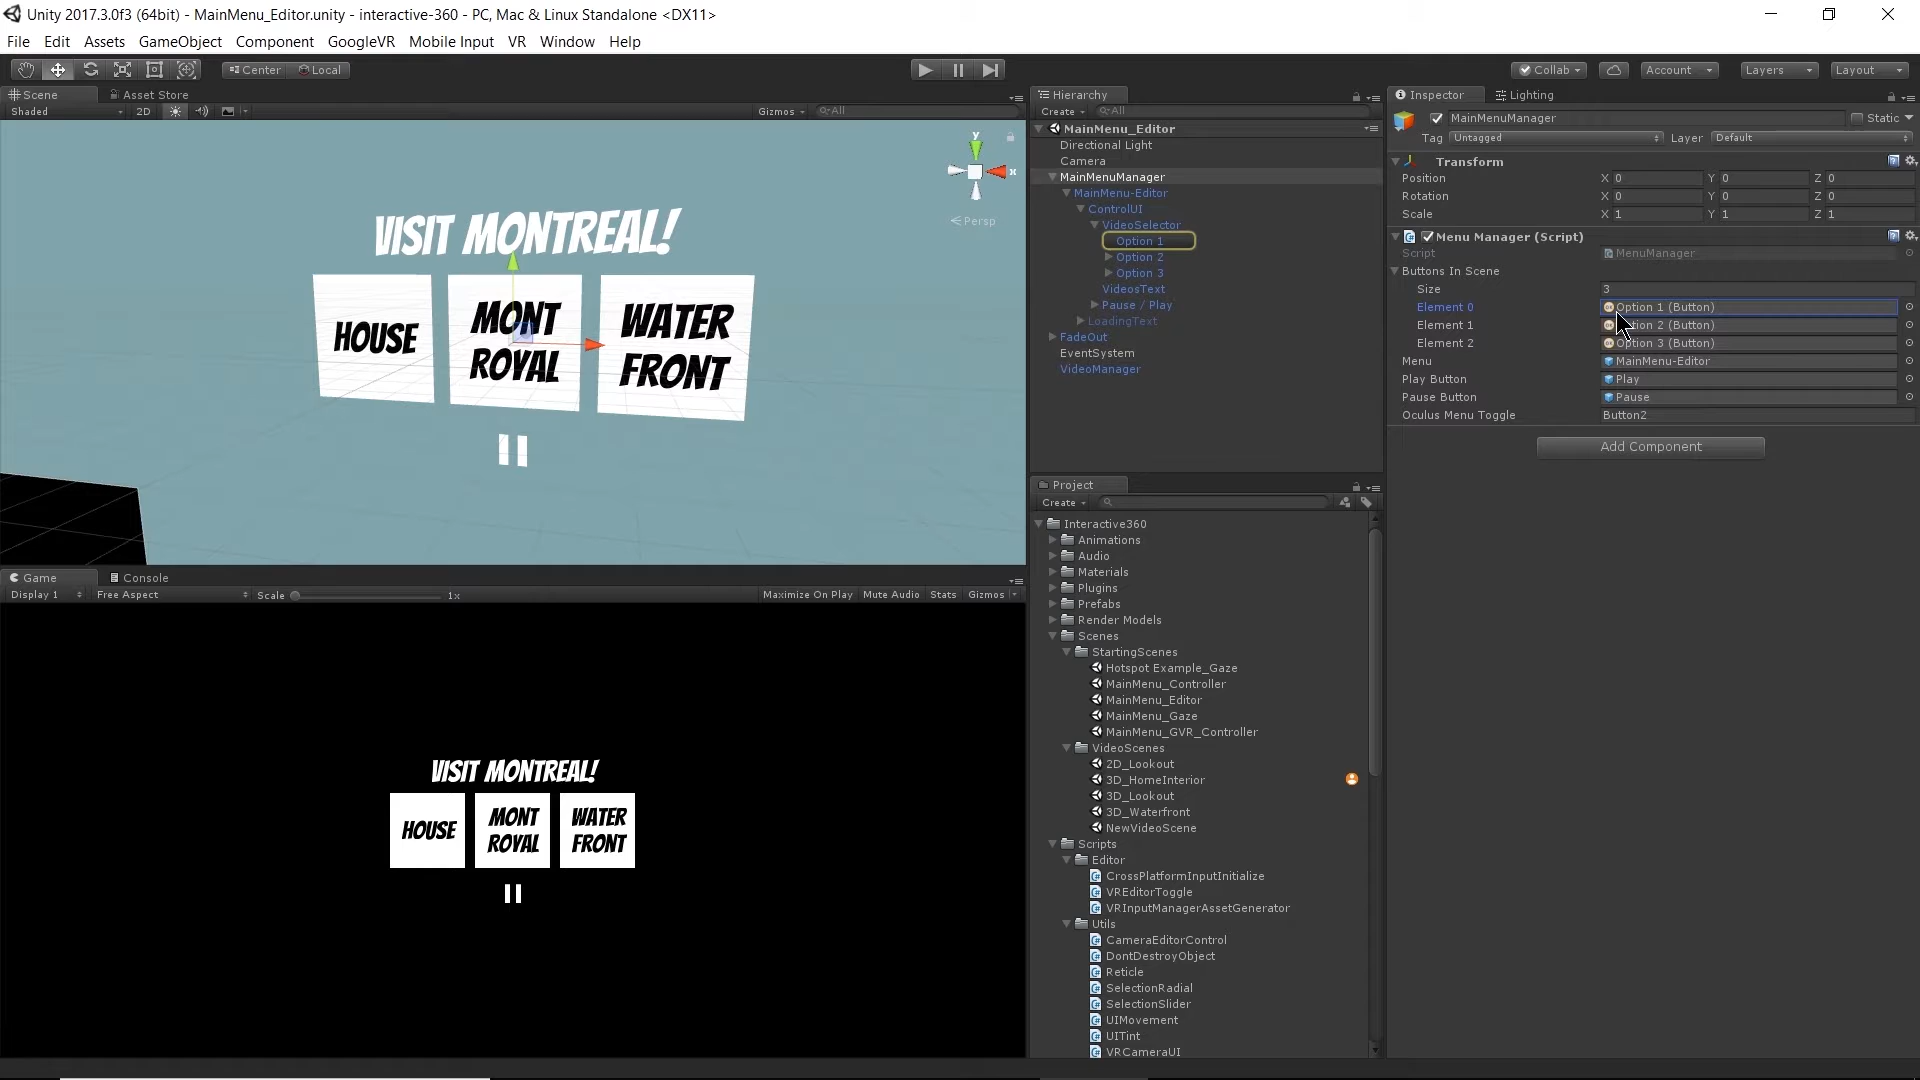 Unity 2017.3.0f3 (64bit) - MainMenu_Editor.unity - interactive-360 - PC, Mac & Linux Standalone <DX11>
File Edit Assets GameObject Component GoogleVR Mobile Input VR Window Help
Center Local Collab Account Layers Layout
Scene Asset Store
Shaded 2D Gizmos All
y
x
Persp
VISIT MONTREAL!
HOUSE
MONT
ROYAL
WATER
FRONT
Game Console
Display 1 Free Aspect Scale 1x Maximize On Play Mute Audio Stats Gizmos
VISIT MONTREAL!
HOUSE
MONT
ROYAL
WATER
FRONT
Hierarchy
Create All
MainMenu_Editor
Directional Light
Camera
MainMenuManager
MainMenu-Editor
ControlUI
VideoSelector
Option 1
Option 2
Option 3
VideosText
Pause / Play
LoadingText
FadeOut
EventSystem
VideoManager
Project
Create
Interactive360
Animations
Audio
Materials
Plugins
Prefabs
Render Models
Scenes
StartingScenes
Hotspot Example_Gaze
MainMenu_Controller
MainMenu_Editor
MainMenu_Gaze
MainMenu_GVR_Controller
VideoScenes
2D_Lookout
3D_HomeInterior
3D_Lookout
3D_Waterfront
NewVideoScene
Scripts
Editor
CrossPlatformInputInitialize
VREditorToggle
VRInputManagerAssetGenerator
Utils
CameraEditorControl
DontDestroyObject
Reticle
SelectionRadial
SelectionSlider
UIMovement
UITint
VRCameraUI
Inspector Lighting
MainMenuManager Static
Tag Untagged Layer Default
Transform
Position X 0 Y 0 Z 0
Rotation X 0 Y 0 Z 0
Scale X 1 Y 1 Z 1
Menu Manager (Script)
Script MenuManager
Buttons In Scene
Size 3
Element 0 Option 1 (Button)
Element 1 Option 2 (Button)
Element 2 Option 3 (Button)
Menu MainMenu-Editor
Play Button Play
Pause Button Pause
Oculus Menu Toggle Button2
Add Component